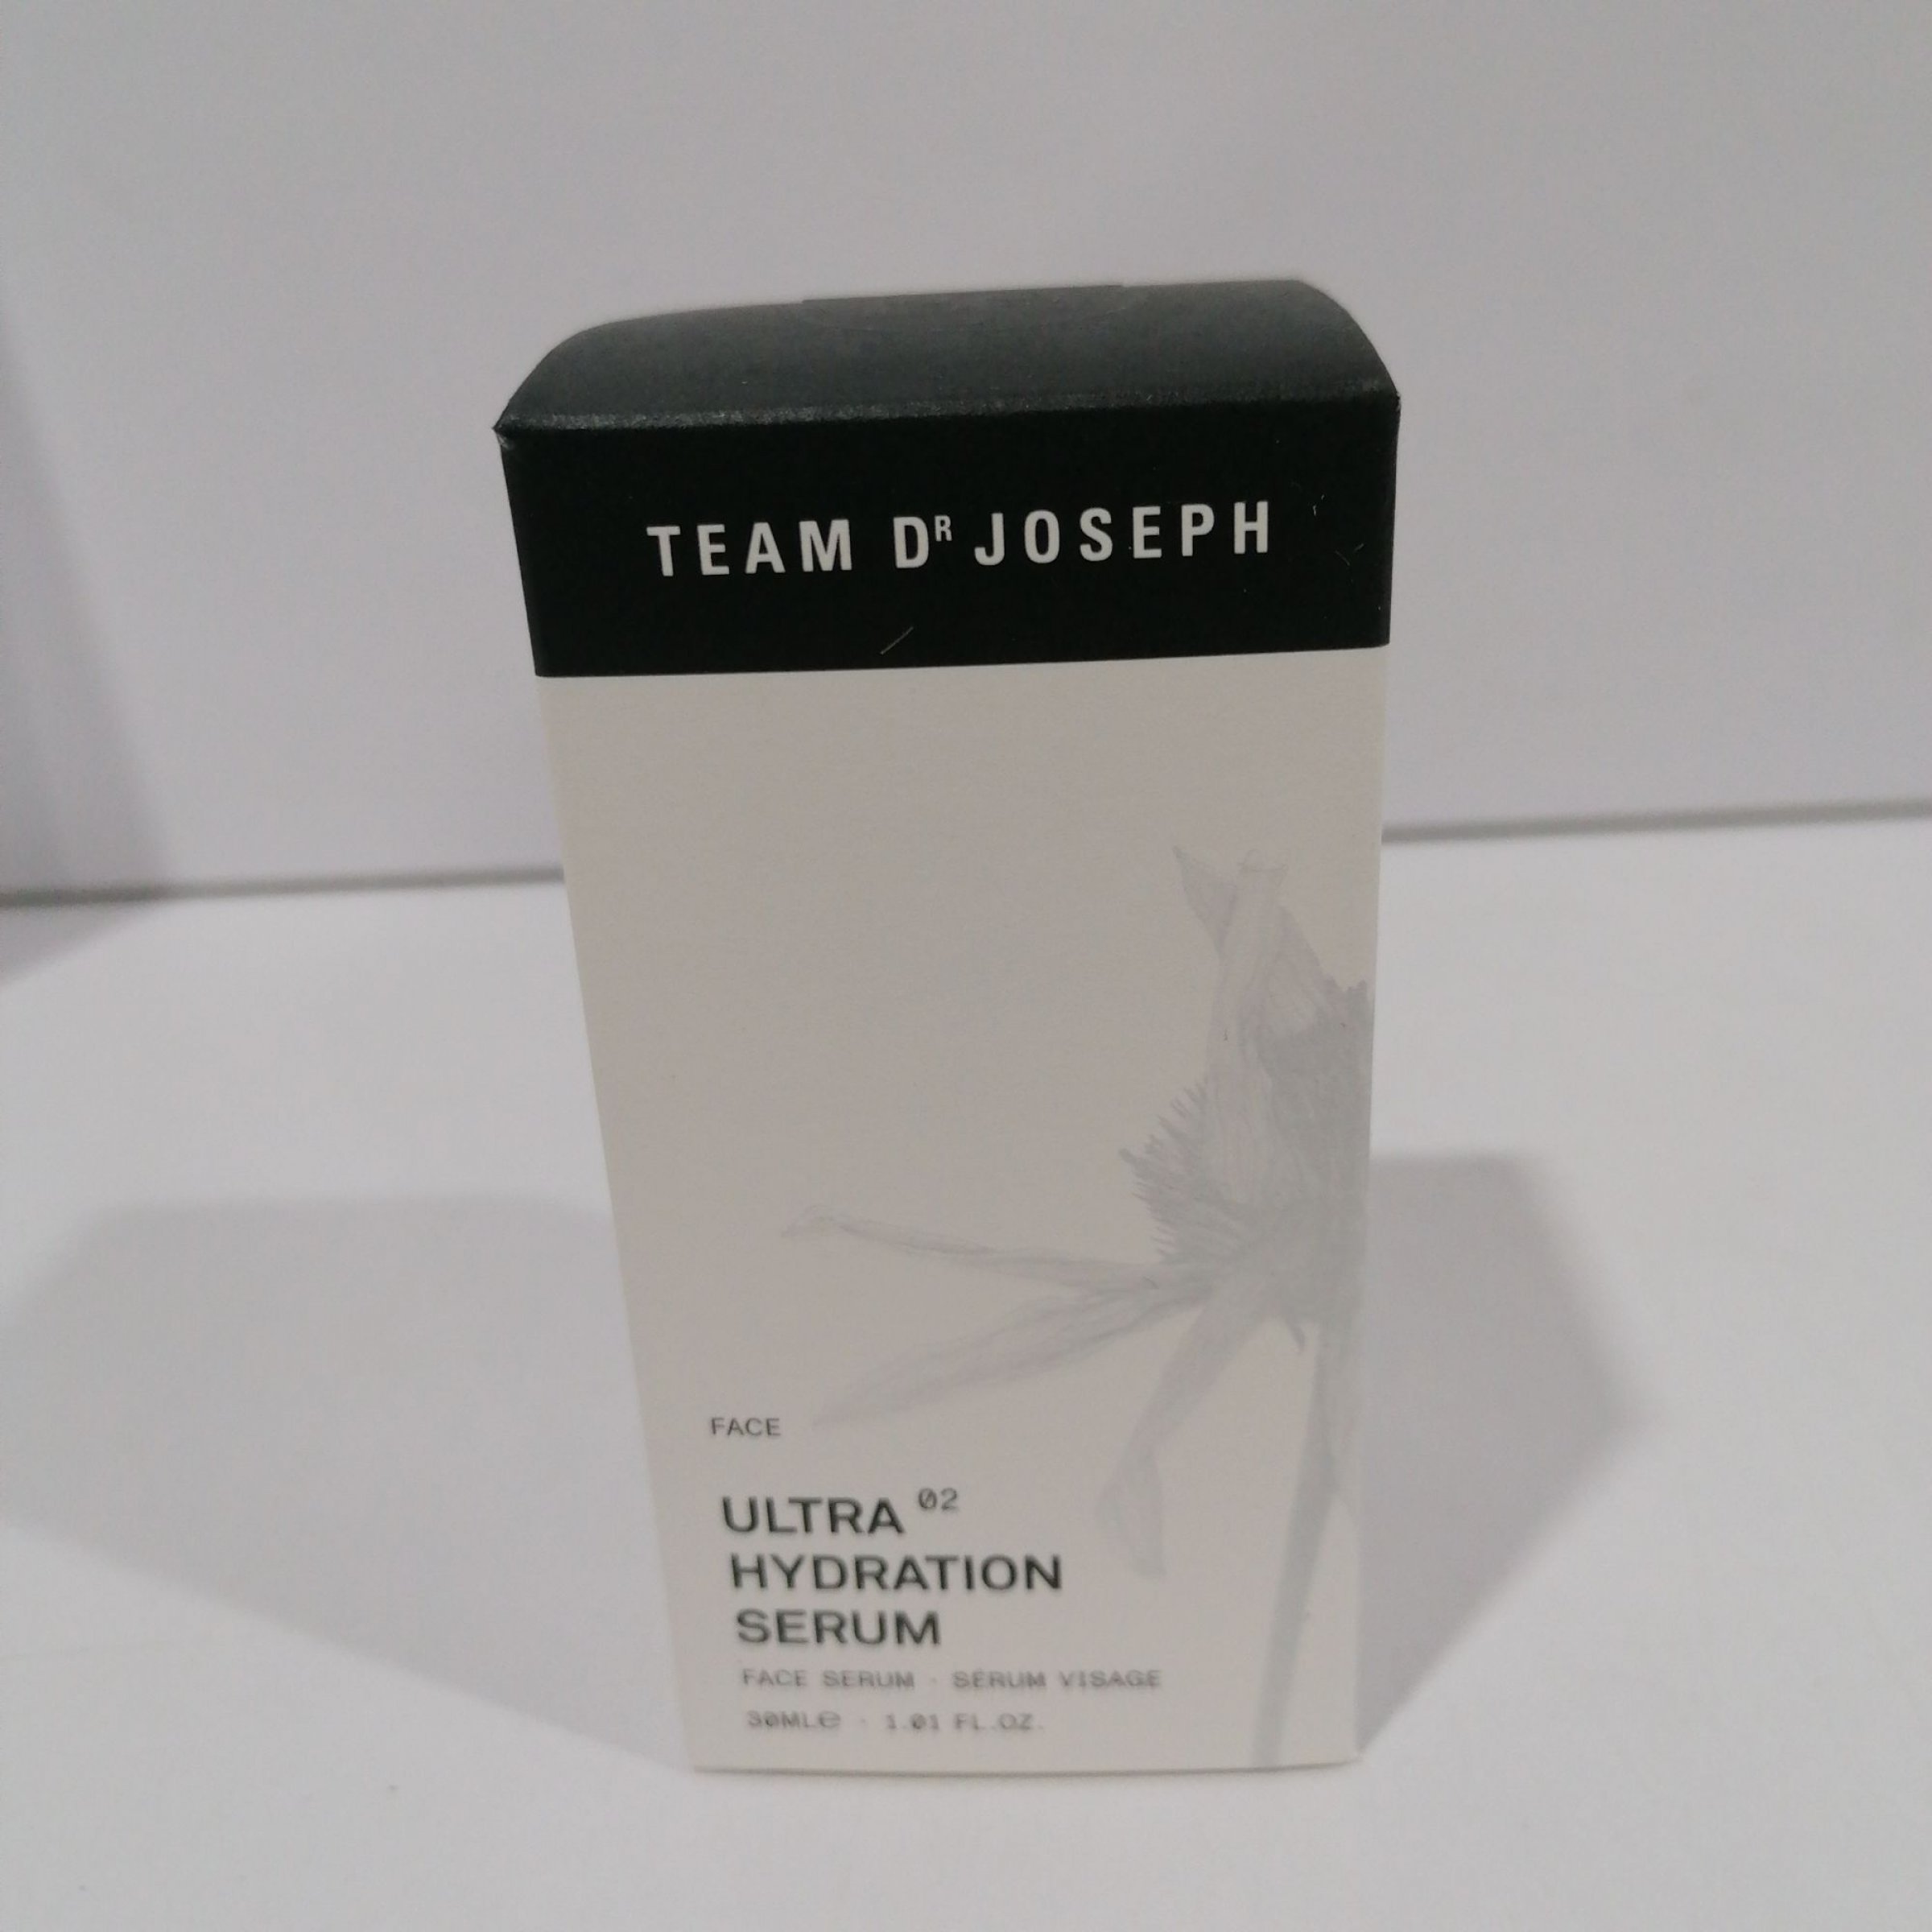 TEAM DR JOSEPH
FACE
ULTRA 02
HYDRATION
SERUM
FACE SERUM · SÉRUM VISAGE
30ML℮ · 1.01 FL.OZ.